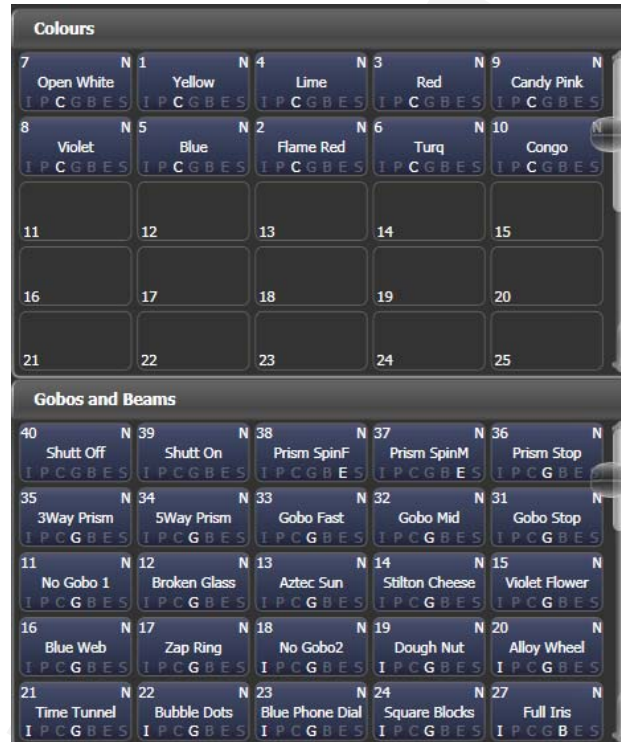 Colours
7 N 1 N 4 N 3 N 9 N
Open White Yellow Lime Red Candy Pink
I P C G B E S I P C G B E S I P C G B E S I P C G B E S I P C G B E S
8 N 5 N 2 N 6 N 10 N
Violet Blue Flame Red Turq Congo
I P C G B E S I P C G B E S I P C G B E S I P C G B E S I P C G B E S
11 12 13 14 15
16 17 18 19 20
21 22 23 24 25
Gobos and Beams
40 N 39 N 38 N 37 N 36 N
Shutt Off Shutt On Prism SpinF Prism SpinM Prism Stop
I P C G B E S I P C G B E S I P C G B E S I P C G B E S I P C G B E
35 N 34 N 33 N 32 N 31 N
3Way Prism 5Way Prism Gobo Fast Gobo Mid Gobo Stop
I P C G B E S I P C G B E S I P C G B E S I P C G B E S I P C G B E S
11 N 12 N 13 N 14 N 15 N
No Gobo 1 Broken Glass Aztec Sun Stilton Cheese Violet Flower
I P C G B E S I P C G B E S I P C G B E S I P C G B E S I P C G B E S
16 N 17 N 18 N 19 N 20 N
Blue Web Zap Ring No Gobo2 Dough Nut Alloy Wheel
I P C G B E S I P C G B E S I P C G B E S I P C G B E S I P C G B E S
21 N 22 N 23 N 24 N 27 N
Time Tunnel Bubble Dots Blue Phone Dial Square Blocks Full Iris
I P C G B E S I P C G B E S I P C G B E S I P C G B E S I P C G B E S